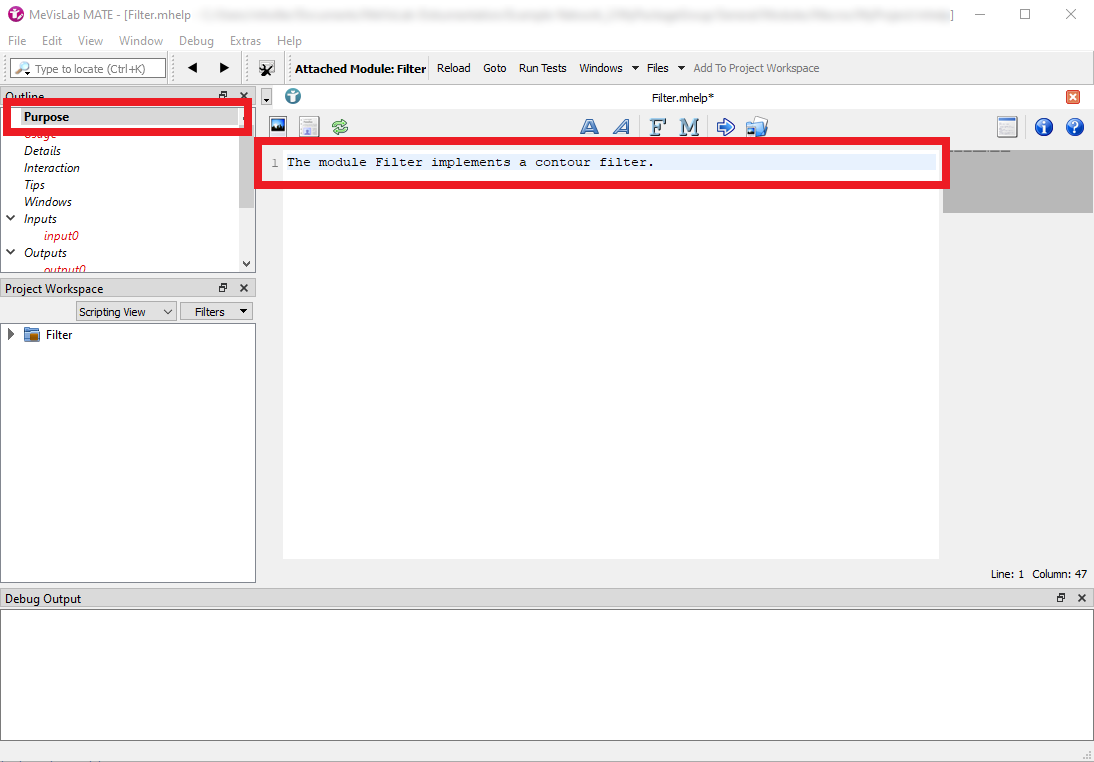 MeVisLab MATE - [Filter.mhelp
File Edit View Window Debug Extras Help
Type to locate (Ctrl+K) Attached Module: Filter Reload Goto Run Tests Windows Files Add To Project Workspace
Outline
Filter.mhelp*
Purpose
Usage
Details
Interaction
Tips
Windows
Inputs
input0
Outputs
output0
A A F M
1 The module Filter implements a contour filter.
Project Workspace
Scripting View Filters
Filter
Line: 1 Column: 47
Debug Output